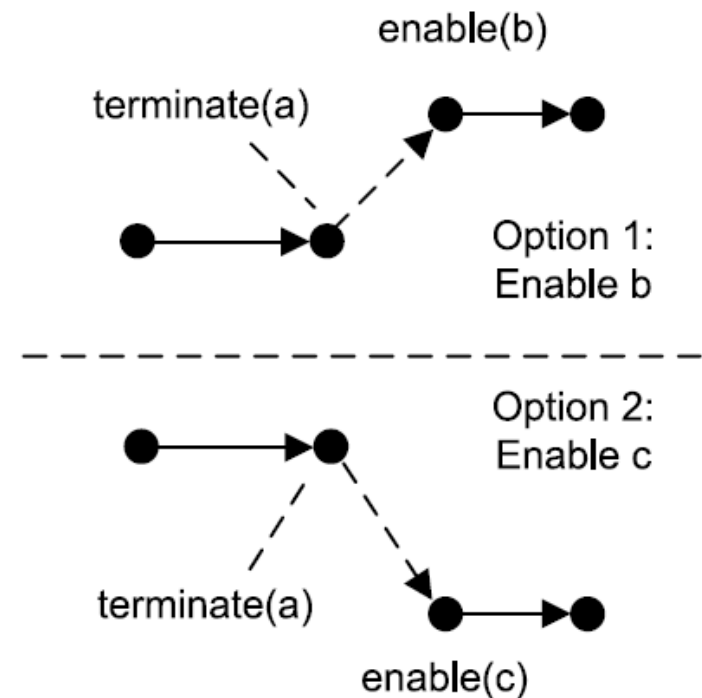 enable(b)
terminate(a)
Option 1:
Enable b
Option 2:
Enable c
terminate(a)
enable(c)